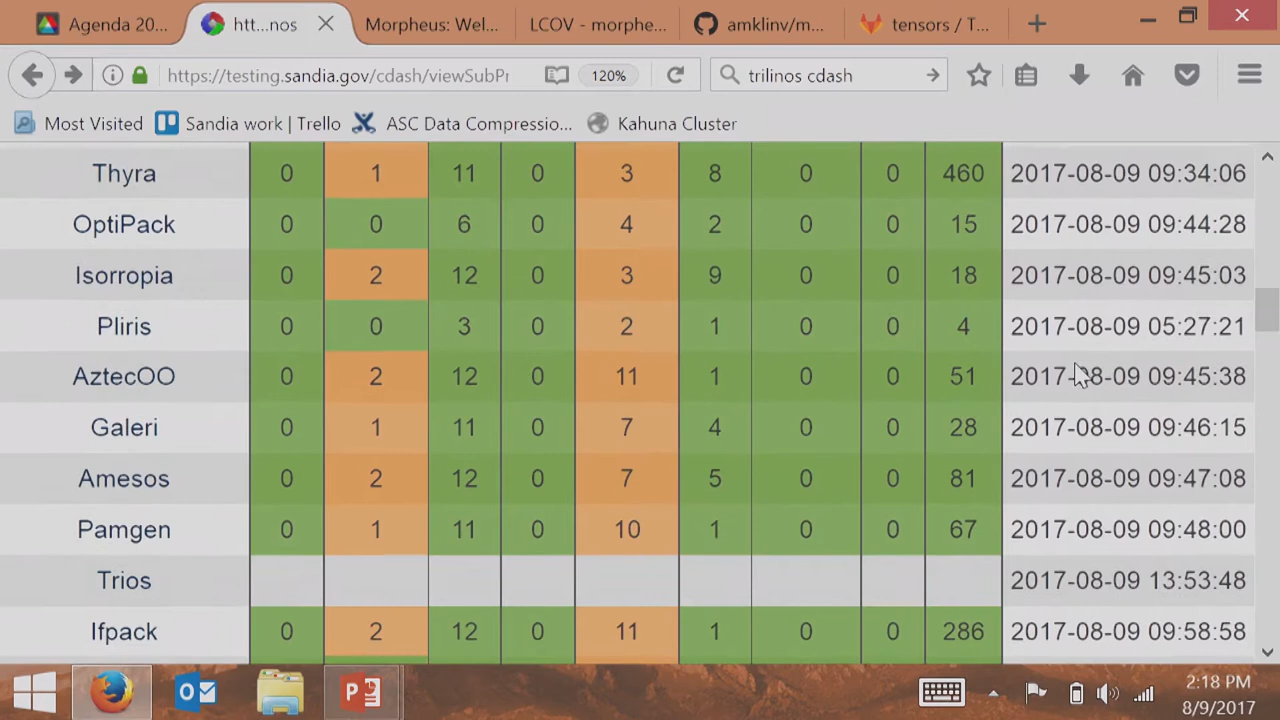 Agenda 20... htt...nos Morpheus: Wel... LCOV - morphe... amklinv/m... tensors / T...
https://testing.sandia.gov/cdash/viewSubPr 120% trilinos cdash
Most Visited Sandia work | Trello ASC Data Compressio... Kahuna Cluster
Thyra 0 1 11 0 3 8 0 0 460 2017-08-09 09:34:06
OptiPack 0 0 6 0 4 2 0 0 15 2017-08-09 09:44:28
Isorropia 0 2 12 0 3 9 0 0 18 2017-08-09 09:45:03
Pliris 0 0 3 0 2 1 0 0 4 2017-08-09 05:27:21
AztecOO 0 2 12 0 11 1 0 0 51 2017-08-09 09:45:38
Galeri 0 1 11 0 7 4 0 0 28 2017-08-09 09:46:15
Amesos 0 2 12 0 7 5 0 0 81 2017-08-09 09:47:08
Pamgen 0 1 11 0 10 1 0 0 67 2017-08-09 09:48:00
Trios 2017-08-09 13:53:48
Ifpack 0 2 12 0 11 1 0 0 286 2017-08-09 09:58:58
2:18 PM
8/9/2017